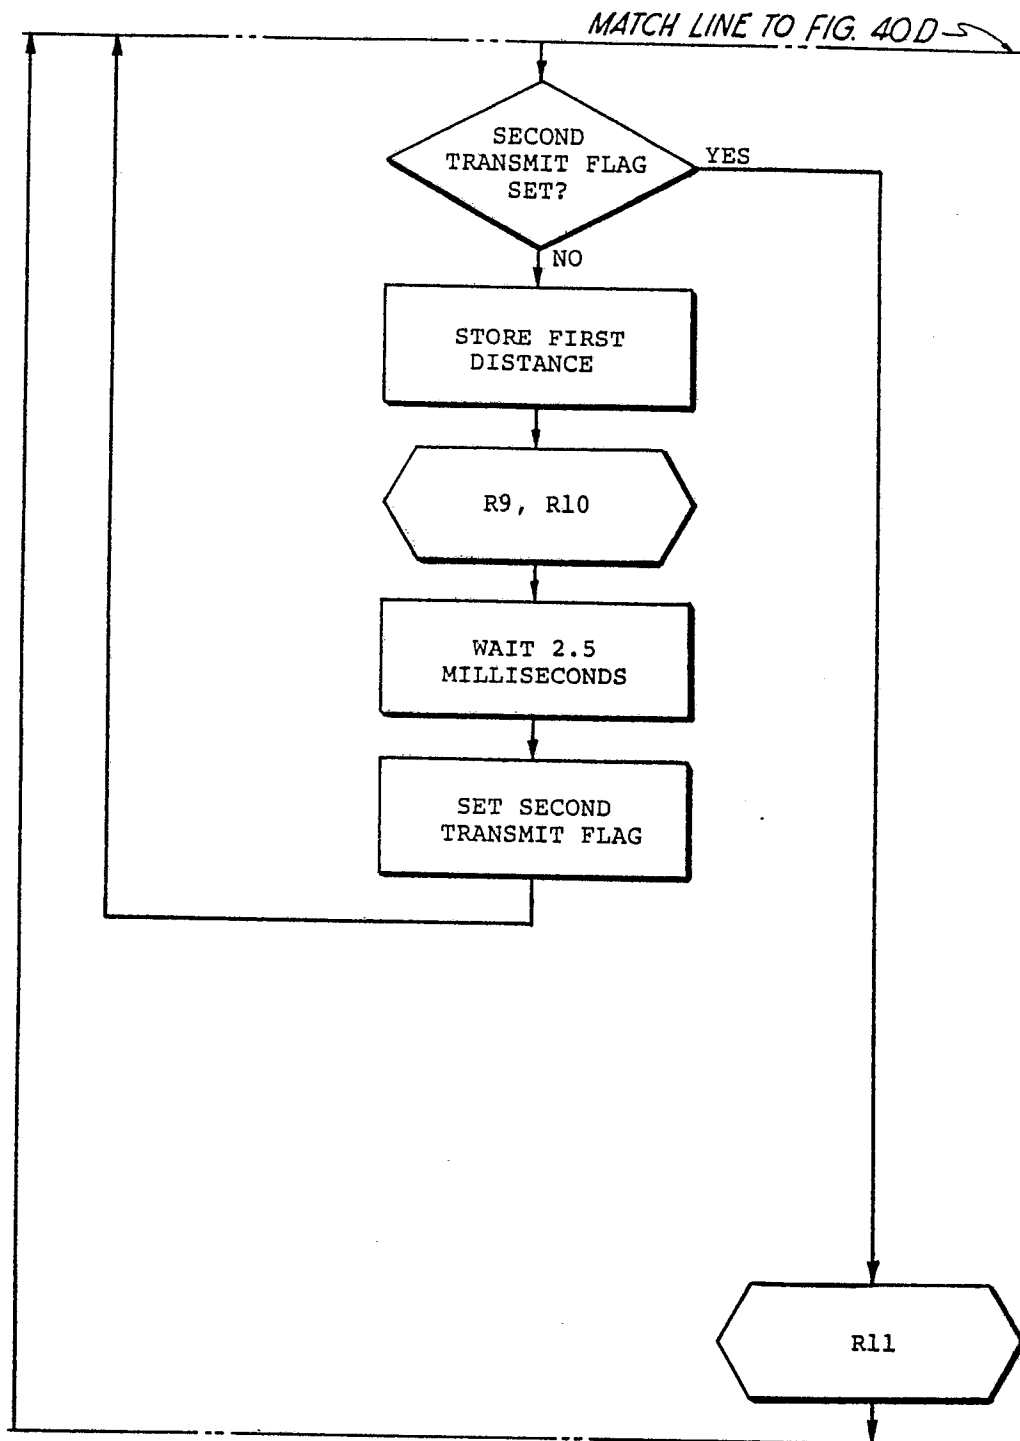 MATCH LINE TO FIG. 40D
SECOND
TRANSMIT FLAG
SET?
YES
NO
STORE FIRST
DISTANCE
R9, R10
WAIT 2.5
MILLISECONDS
SET SECOND
TRANSMIT FLAG
R11